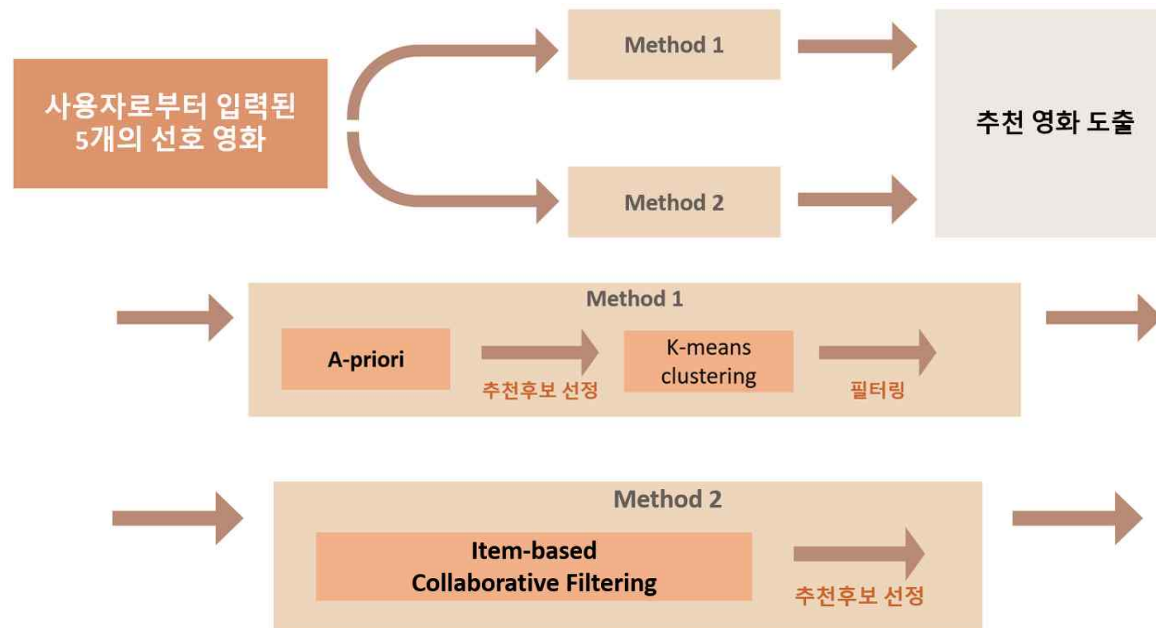 사용자로부터 입력된
5개의 선호 영화
Method 1
Method 2
추천 영화 도출
Method 1
A-priori
추천후보 선정
K-means
clustering
필터링
Method 2
Item-based
Collaborative Filtering
추천후보 선정